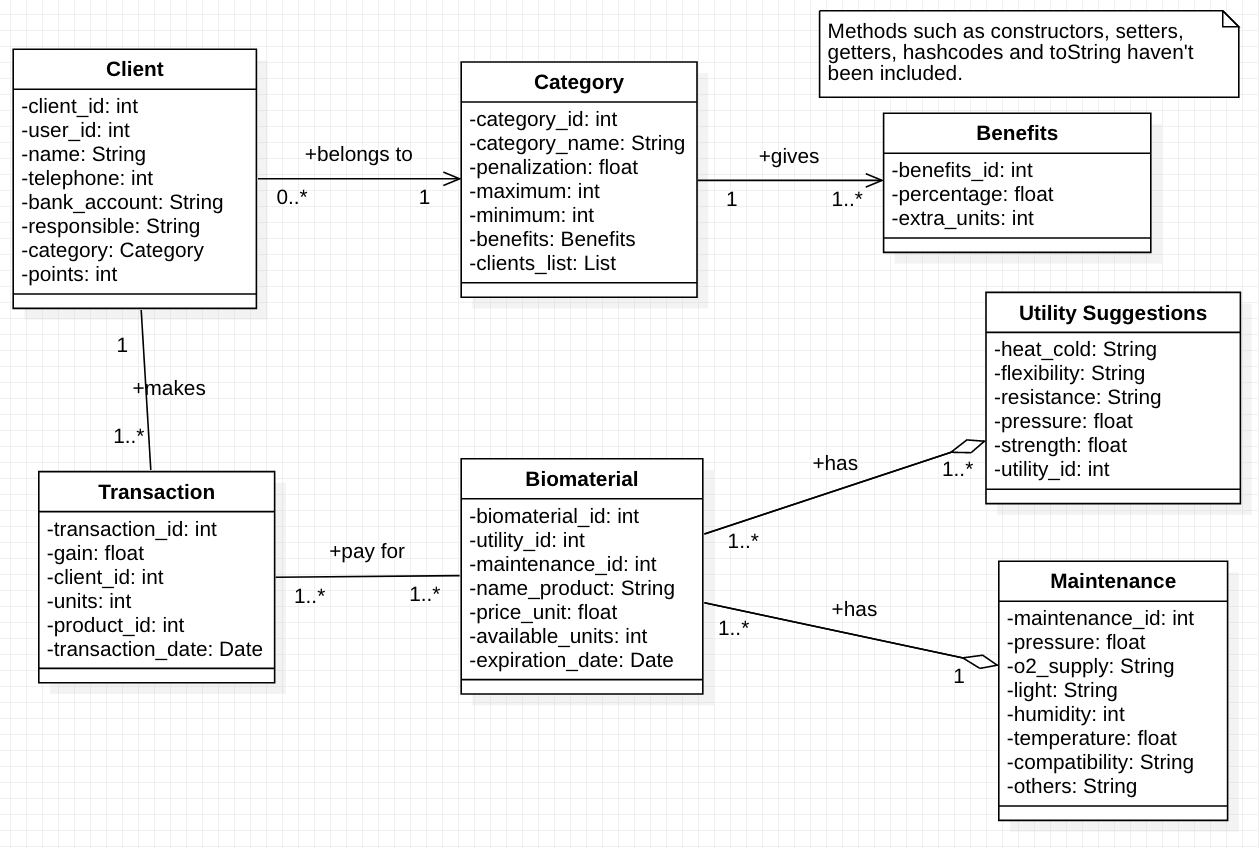 Methods such as constructors, setters,
getters, hashcodes and toString haven't
been included.
Client
-client_id: int
-user_id: int
-name: String
-telephone: int
-bank_account: String
-responsible: String
-category: Category
-points: int
+belongs to
0..*
1
Category
-category_id: int
-category_name: String
-penalization: float
-maximum: int
-minimum: int
-benefits: Benefits
-clients_list: List
+gives
1
1..*
Benefits
-benefits_id: int
-percentage: float
-extra_units: int
1
+makes
1..*
Transaction
-transaction_id: int
-gain: float
-client_id: int
-units: int
-product_id: int
-transaction_date: Date
+pay for
1..*
1..*
Biomaterial
-biomaterial_id: int
-utility_id: int
-maintenance_id: int
-name_product: String
-price_unit: float
-available_units: int
-expiration_date: Date
+has
1..*
1..*
Utility Suggestions
-heat_cold: String
-flexibility: String
-resistance: String
-pressure: float
-strength: float
-utility_id: int
+has
1..*
1
Maintenance
-maintenance_id: int
-pressure: float
-o2_supply: String
-light: String
-humidity: int
-temperature: float
-compatibility: String
-others: String